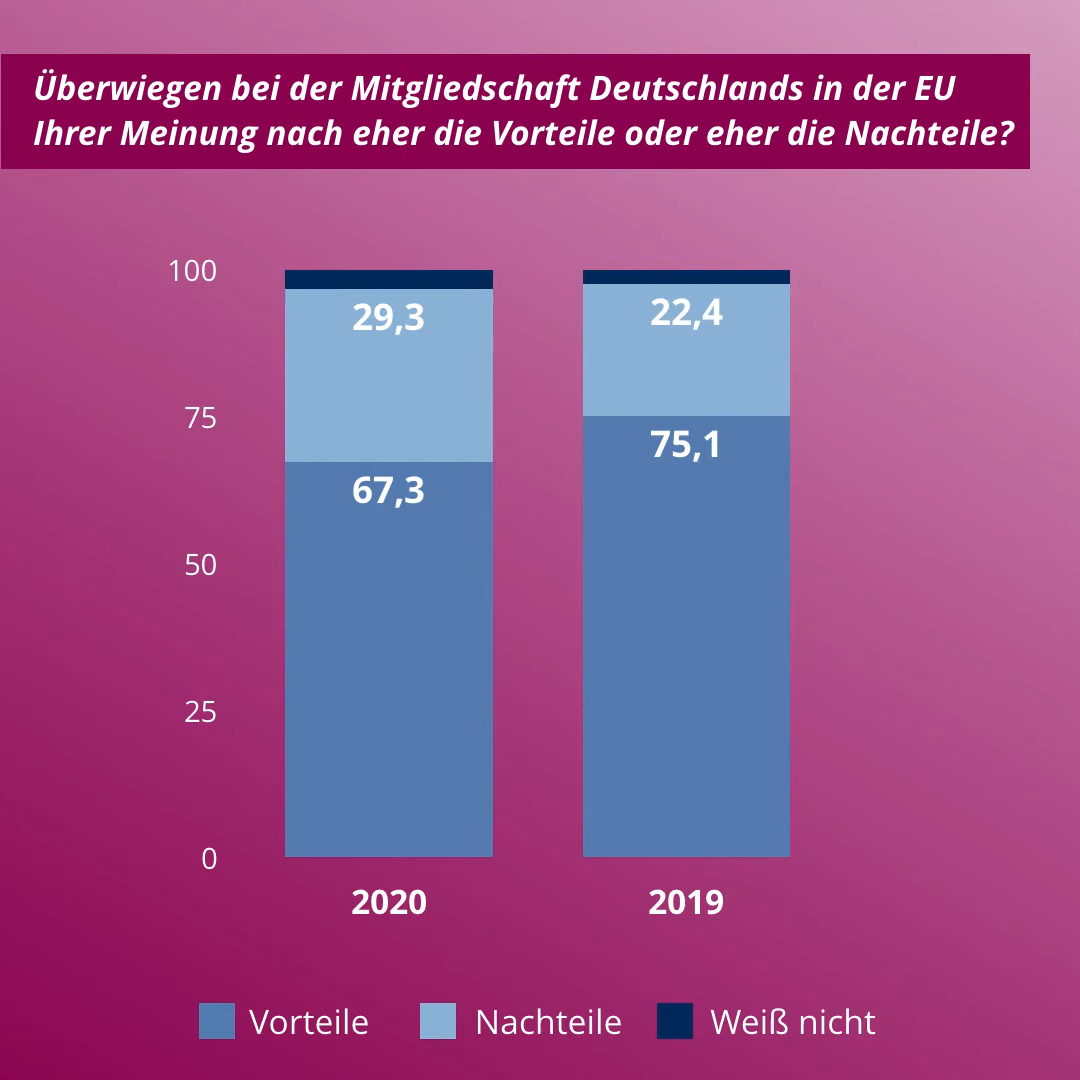 Überwiegen bei der Mitgliedschaft Deutschlands in der EU
Ihrer Meinung nach eher die Vorteile oder eher die Nachteile?
100
75
50
25
0
29,3
67,3
22,4
75,1
2020
2019
Vorteile
Nachteile
Weiß nicht